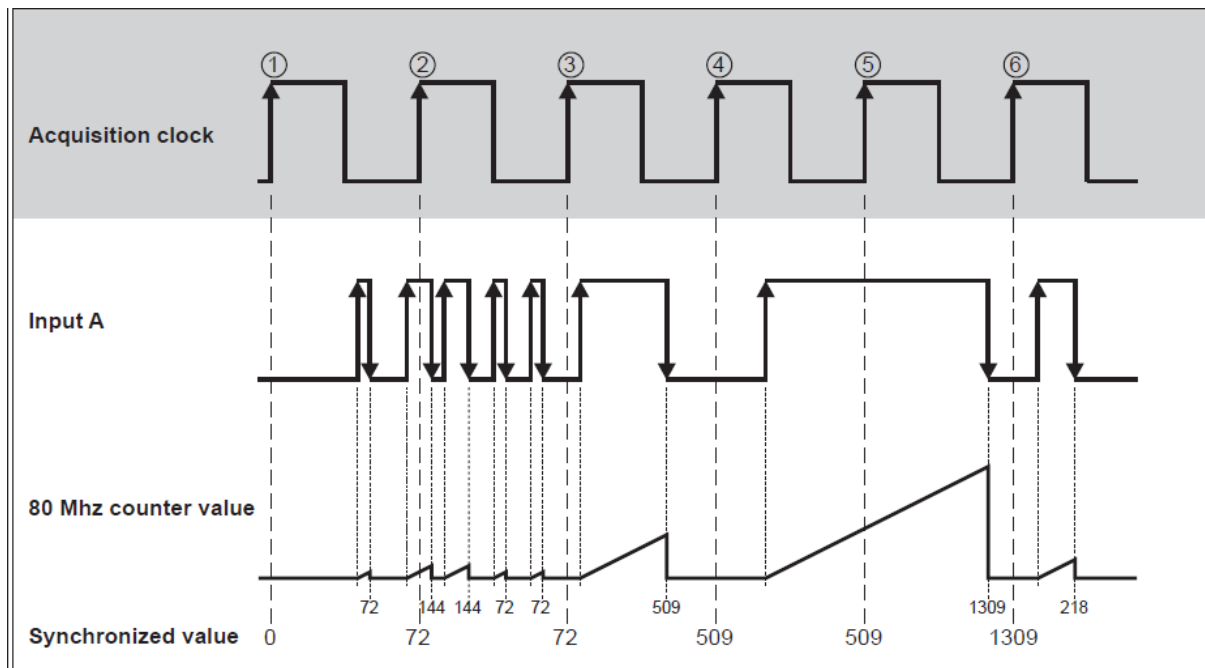 ① ② ③ ④ ⑤ ⑥
Acquisition clock
Input A
80 Mhz counter value
72 144 144 72 72 509 1309 218
Synchronized value 0 72 72 509 509 1309